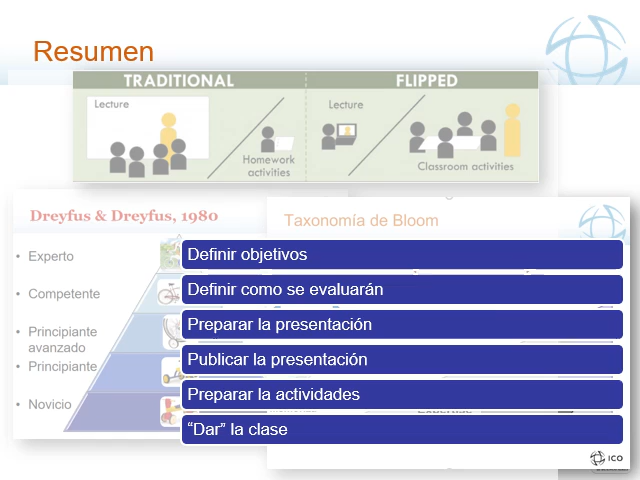 Resumen
TRADITIONAL
FLIPPED
Lecture
Homework
activities
Lecture
Classroom activities
Dreyfus & Dreyfus, 1980
• Experto
• Competente
• Principiante
avanzado
• Principiante
• Novicio
Taxonomía de Bloom
Definir objetivos
Definir como se evaluarán
Preparar la presentación
Publicar la presentación
Preparar la actividades
“Dar” la clase
ICO